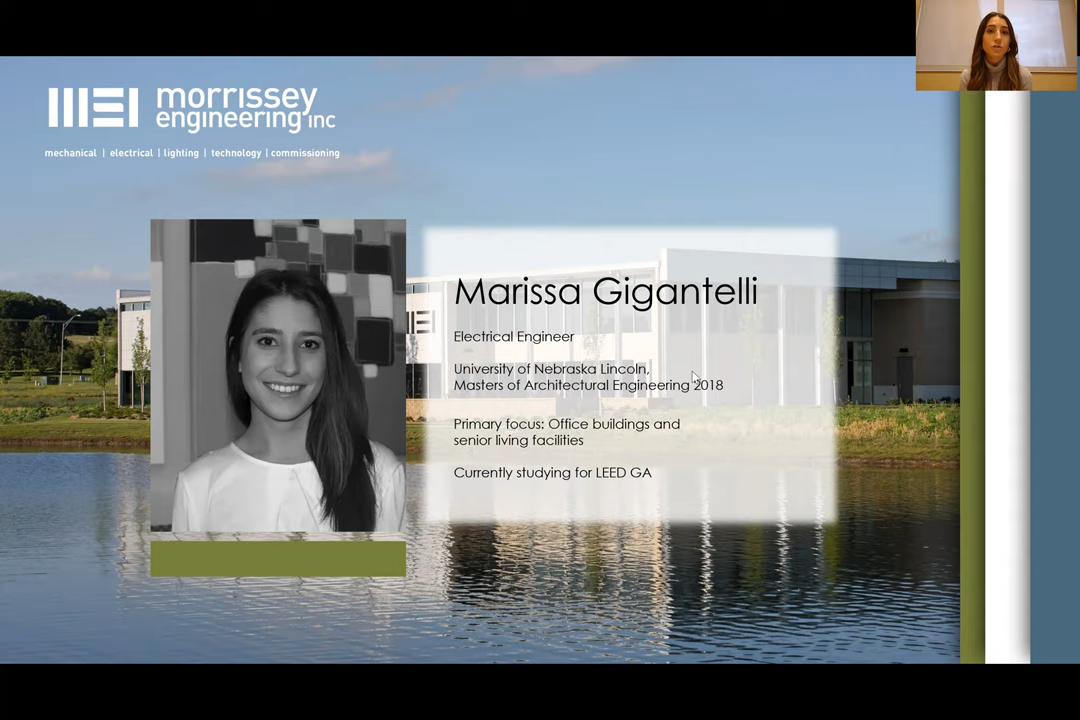 morrissey
engineering inc
mechanical | electrical | lighting | technology | commissioning
Marissa Gigantelli
Electrical Engineer
University of Nebraska Lincoln,
Masters of Architectural Engineering 2018
Primary focus: Office buildings and
senior living facilities
Currently studying for LEED GA